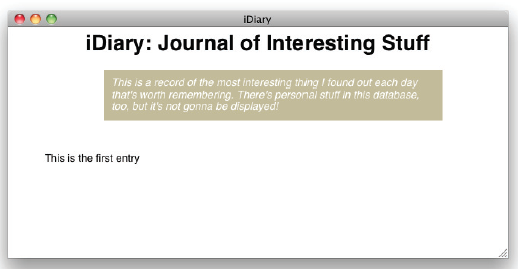 iDiary
iDiary: Journal of Interesting Stuff
This is a record of the most interesting thing I found out each day
that's worth remembering. There's personal stuff in this database,
too, but it's not gonna be displayed!
This is the first entry